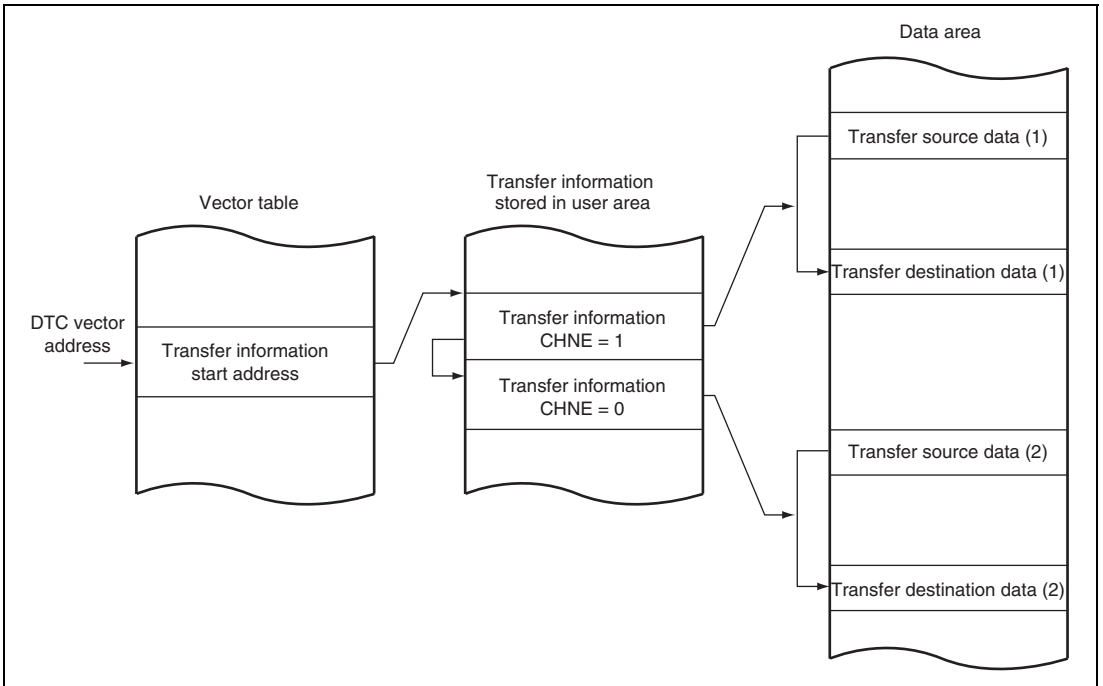 Data area
Transfer source data (1)
Transfer destination data (1)
Transfer source data (2)
Transfer destination data (2)
Transfer information
stored in user area
Transfer information
CHNE = 1
Transfer information
CHNE = 0
Vector table
Transfer information
start address
DTC vector
address